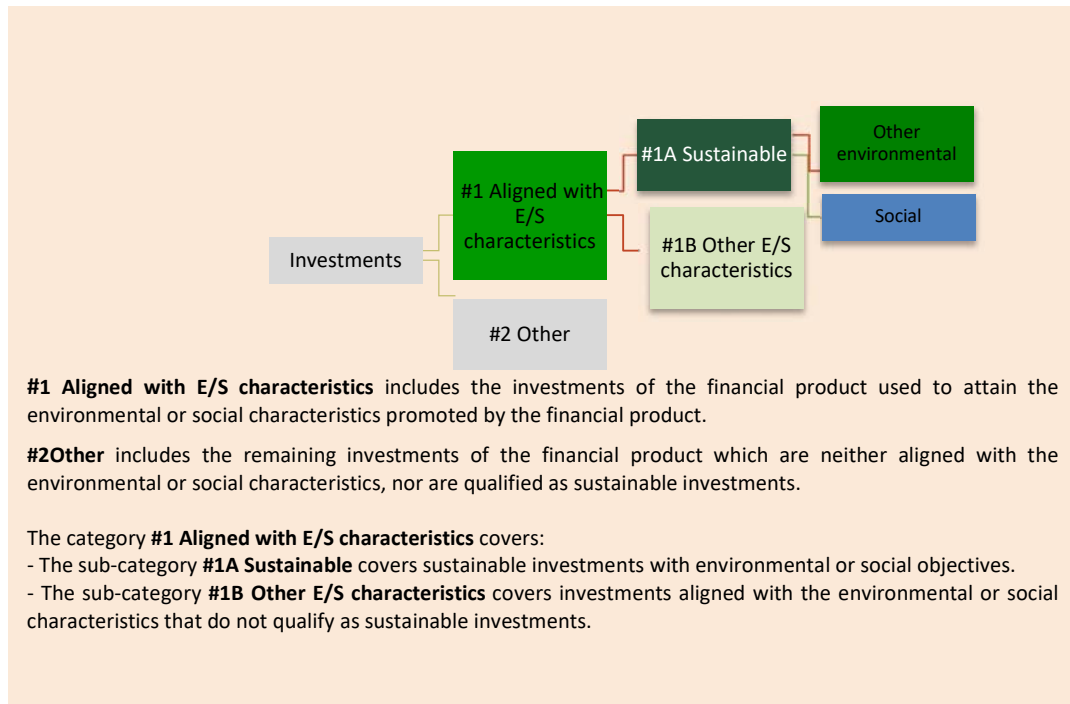 Other
environmental
#1A Sustainable
#1 Aligned with
E/S
characteristics
Social
#1B Other E/S
characteristics
Investments
#2 Other
#1 Aligned with E/S characteristics includes the investments of the financial product used to attain the
environmental or social characteristics promoted by the financial product.
#2Other includes the remaining investments of the financial product which are neither aligned with the
environmental or social characteristics, nor are qualified as sustainable investments.
The category #1 Aligned with E/S characteristics covers:
- The sub-category #1A Sustainable covers sustainable investments with environmental or social objectives.
- The sub-category #1B Other E/S characteristics covers investments aligned with the environmental or social
characteristics that do not qualify as sustainable investments.